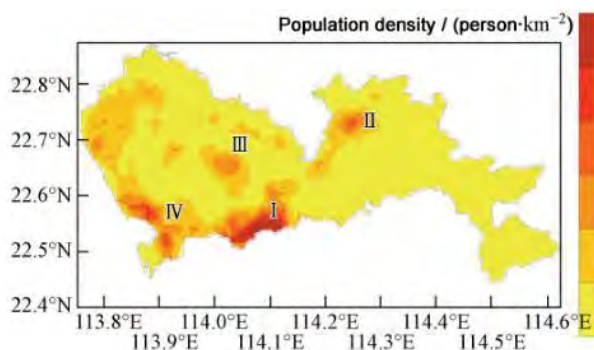 Population density / (person·km⁻²)
22.8°N
22.7°N
22.6°N
22.5°N
22.4°N
II
III
IV
I
113.8°E 114.0°E 114.2°E 114.4°E 114.6°E
113.9°E 114.1°E 114.3°E 114.5°E